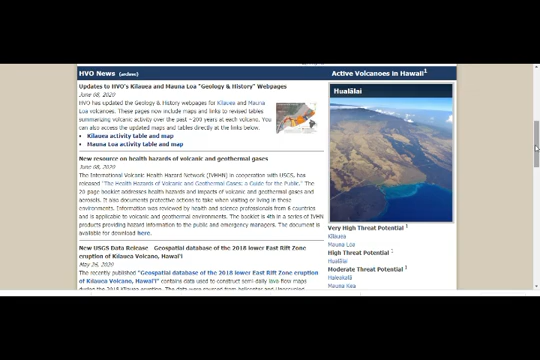 HVO News (archive)
Updates to HVO's Kilauea and Mauna Loa "Geology & History" Webpages
June 08, 2020
HVO has updated the Geology & History webpages for Kilauea and Mauna
Loa volcanoes. These pages now include maps and links to revised tables
summarizing volcanic activity over the past ~200 years at each volcano. You
can also access the updated maps and tables directly at the links below.
• Kilauea activity table and map
• Mauna Loa activity table and map
New resource on health hazards of volcanic and geothermal gases
June 08, 2020
The International Volcanic Health Hazard Network (IVHHN) in cooperation with USGS, has
released "The Health Hazards of Volcanic and Geothermal Gases: a Guide for the Public." The
20 page booklet addresses health hazards and impacts of volcanic and geothermal gases and
aerosols. It also documents protective actions to take when visiting or living in these
environments. Information was reviewed by health and science professionals from 6 countries
and is applicable to volcanic and geothermal environments. The booklet is 4th in a series of IVHHN
products providing hazard information to the public and emergency managers. The document is
available for download here.
New USGS Data Release Geospatial database of the 2018 lower East Rift Zone
eruption of Kilauea Volcano, Hawai'i
May 26, 2020
The recently published "Geospatial database of the 2018 lower East Rift Zone
eruption of Kilauea Volcano, Hawai'i" contains data used to construct semi-daily lava flow maps
Active Volcanoes in Hawaii1
Hualālai
Very High Threat Potential 1
Kilauea
Mauna Loa
High Threat Potential 1
Hualālai
Moderate Threat Potential 1
Haleakalā
Mauna Kea